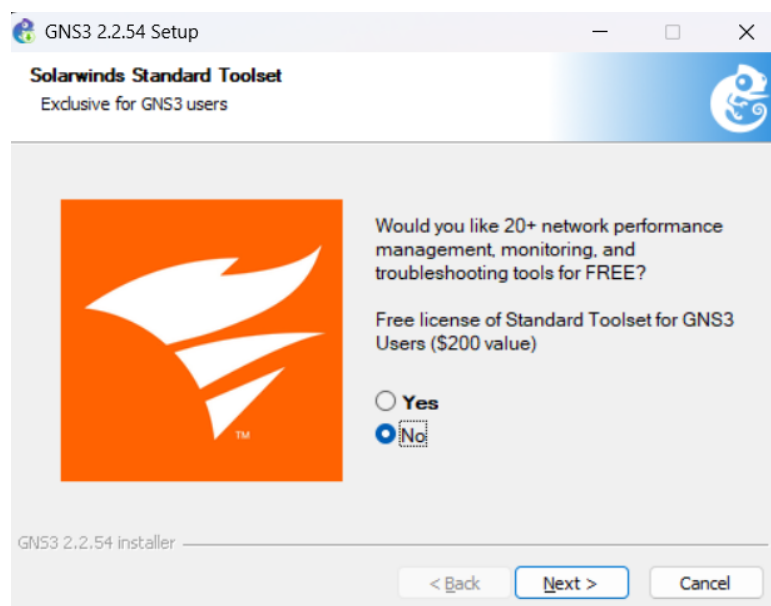 GNS3 2.2.54 Setup
Solarwinds Standard Toolset
Exclusive for GNS3 users
Would you like 20+ network performance
management, monitoring, and
troubleshooting tools for FREE?
Free license of Standard Toolset for GNS3
Users ($200 value)
Yes
No
TM
GNS3 2.2.54 installer
< Back
Next >
Cancel